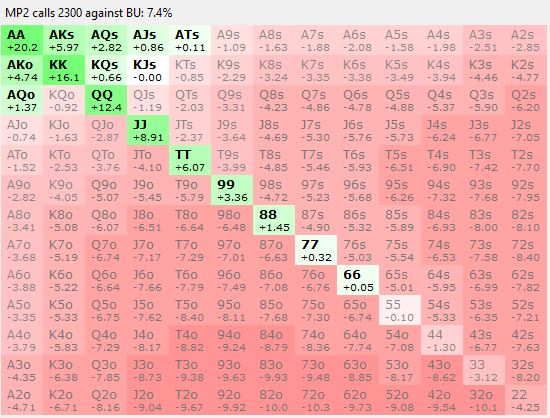 MP2 calls 2300 against BU: 7.4%
AA AKs AQs AJs ATs A9s A8s A7s A6s A5s A4s A3s A2s
+20.2 +5.97 +2.82 +0.86 +0.11 -1.09 -1.63 -1.88 -2.08 -1.58 -1.98 -2.51 -2.85
AKo KK KQs KJs KTs K9s K8s K7s K6s K5s K4s K3s K2s
+4.74 +16.1 +0.66 -0.00 -0.85 -2.29 -3.24 -3.35 -3.38 -3.49 -3.94 -4.46 -4.77
AQo KQo QQ QJs QTs Q9s Q8s Q7s Q6s Q5s Q4s Q3s Q2s
+1.37 -0.92 +12.4 -1.19 -2.03 -3.31 -4.23 -4.86 -4.78 -4.88 -5.37 -5.90 -6.20
AJo KJo QJo JJ JTs J9s J8s J7s J6s J5s J4s J3s J2s
-0.74 -1.63 -2.87 +8.91 -2.37 -3.64 -4.69 -5.30 -5.76 -5.73 -6.24 -6.77 -7.05
ATo KTo QTo JTo TT T9s T8s T7s T6s T5s T4s T3s T2s
-1.52 -2.53 -3.76 -4.10 +6.07 -3.99 -4.85 -5.46 -5.93 -6.51 -6.90 -7.42 -7.70
A9o K9o Q9o J9o T9o 99 98s 97s 96s 95s 94s 93s 92s
-2.82 -4.05 -5.07 -5.45 -5.79 +3.36 -4.72 -5.23 -5.68 -6.26 -7.32 -7.68 -7.95
A8o K8o Q8o J8o T8o 98o 88 87s 86s 85s 84s 83s 82s
-3.41 -5.08 -6.07 -6.51 -6.64 -6.48 +1.45 -4.90 -5.32 -5.89 -6.93 -8.00 -8.10
A7o K7o Q7o J7o T7o 97o 87o 77 76s 75s 74s 73s 72s
-3.68 -5.19 -6.74 -7.17 -7.29 -7.01 -6.63 +0.32 -5.03 -5.54 -6.53 -7.58 -8.40
A6o K6o Q6o J6o T6o 96o 86o 76o 66 65s 64s 63s 62s
-3.88 -5.22 -6.64 -7.66 -7.79 -7.49 -7.08 -6.76 +0.05 -5.01 -5.95 -6.99 -7.82
A5o K5o Q5o J5o T5o 95o 85o 75o 65o 55 54s 53s 52s
-3.35 -5.33 -6.75 -7.62 -8.40 -8.11 -7.68 -7.30 -6.74 -0.10 -5.33 -6.35 -7.21
A4o K4o Q4o J4o T4o 94o 84o 74o 64o 54o 44 43s 42s
-3.79 -5.83 -7.29 -8.17 -8.82 -9.24 -8.79 -8.36 -7.74 -7.08 -1.30 -6.77 -7.63
A3o K3o Q3o J3o T3o 93o 83o 73o 63o 53o 43o 33 32s
-4.35 -6.38 -7.85 -8.73 -9.38 -9.63 -9.93 -9.48 -8.85 -8.17 -8.62 -3.12 -8.20
A2o K2o Q2o J2o T2o 92o 82o 72o 62o 52o 42o 32o 22
-4.71 -6.71 -8.16 -9.04 -9.67 -9.92 -10.0 -10.3 -9.73 -9.08 -9.54 -10.1 -4.25